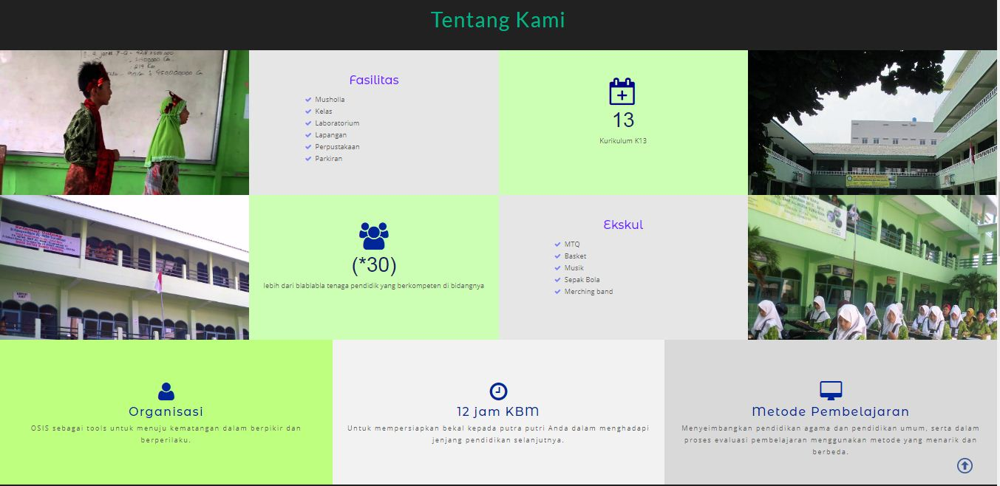 Tentang Kami
Fasilitas
Musholla
Kelas
Laboratorium
Lapangan
Perpustakaan
Parkiran
13
Kurikulum K13
(*30)
lebih dari blablabla tenaga pendidik yang berkompeten di bidangnya
Ekskul
MTQ
Basket
Musik
Sepak Bola
Merching band
Organisasi
OSIS sebagai tools untuk menuju kematangan dalam berpikir dan
berperilaku.
12 jam KBM
Untuk mempersiapkan bekal kepada putra putri Anda dalam menghadapi
jenjang pendidikan selanjutnya.
Metode Pembelajaran
Menyeimbangkan pendidikan agama dan pendidikan umum, serta dalam
proses evaluasi pembelajaran menggunakan metode yang menarik dan
berbeda.